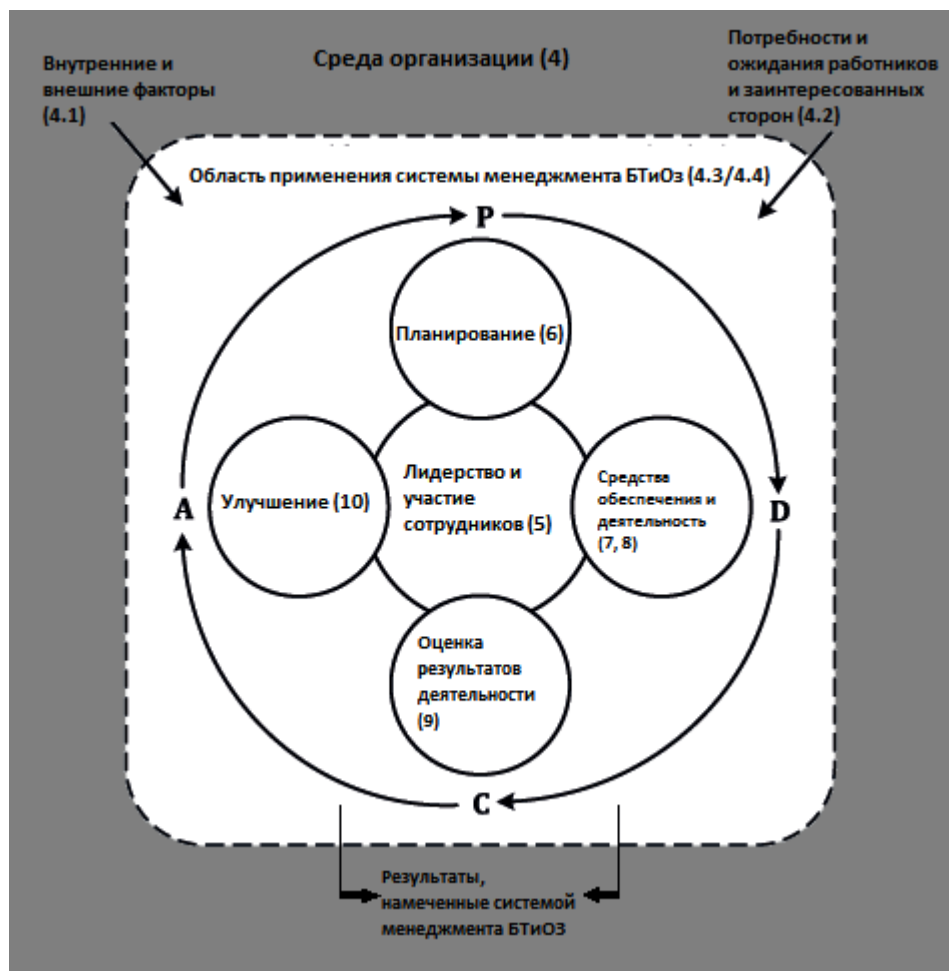 Среда организации (4)
Внутренние и
внешние факторы
(4.1)
Потребности и
ожидания работников
и заинтересованных
сторон (4.2)
Область применения системы менеджмента БТиОз (4.3/4.4)
P
Планирование (6)
A
Улучшение (10)
Лидерство и
участие
сотрудников (5)
Средства
обеспечения и
деятельность
(7, 8)
D
Оценка
результатов
деятельности
(9)
C
Результаты,
намеченные системой
менеджмента БТиОЗ